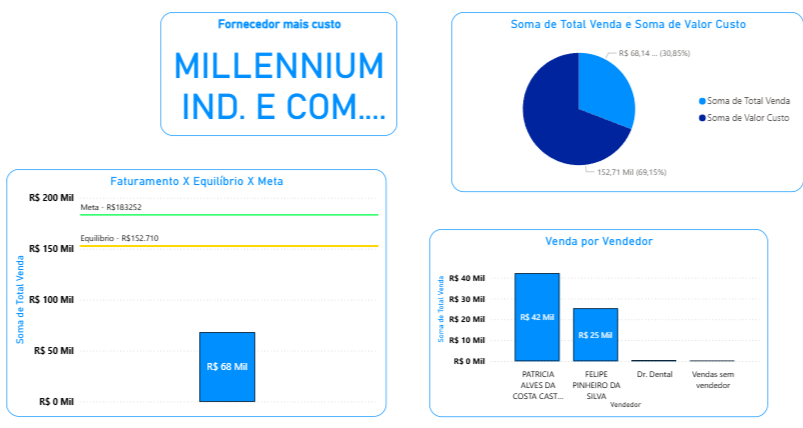 Fornecedor mais custo
MILLENNIUM
IND. E COM....
Soma de Total Venda e Soma de Valor Custo
R$ 68,14 ... (30,85%)
152,71 Mil (69,15%)
Soma de Total Venda
Soma de Valor Custo
Faturamento X Equilíbrio X Meta
Soma de Total Venda
R$ 200 Mil
R$ 150 Mil
R$ 100 Mil
R$ 50 Mil
R$ 0 Mil
Meta - R$183252
Equilíbrio - R$152.710
R$ 68 Mil
Venda por Vendedor
Soma de Total Venda
R$ 40 Mil
R$ 30 Mil
R$ 20 Mil
R$ 10 Mil
R$ 0 Mil
R$ 42 Mil
R$ 25 Mil
PATRICIA
ALVES DA
COSTA CAST...
FELIPE
PINHEIRO DA
SILVA
Dr. Dental
Vendas sem
vendedor
Vendedor